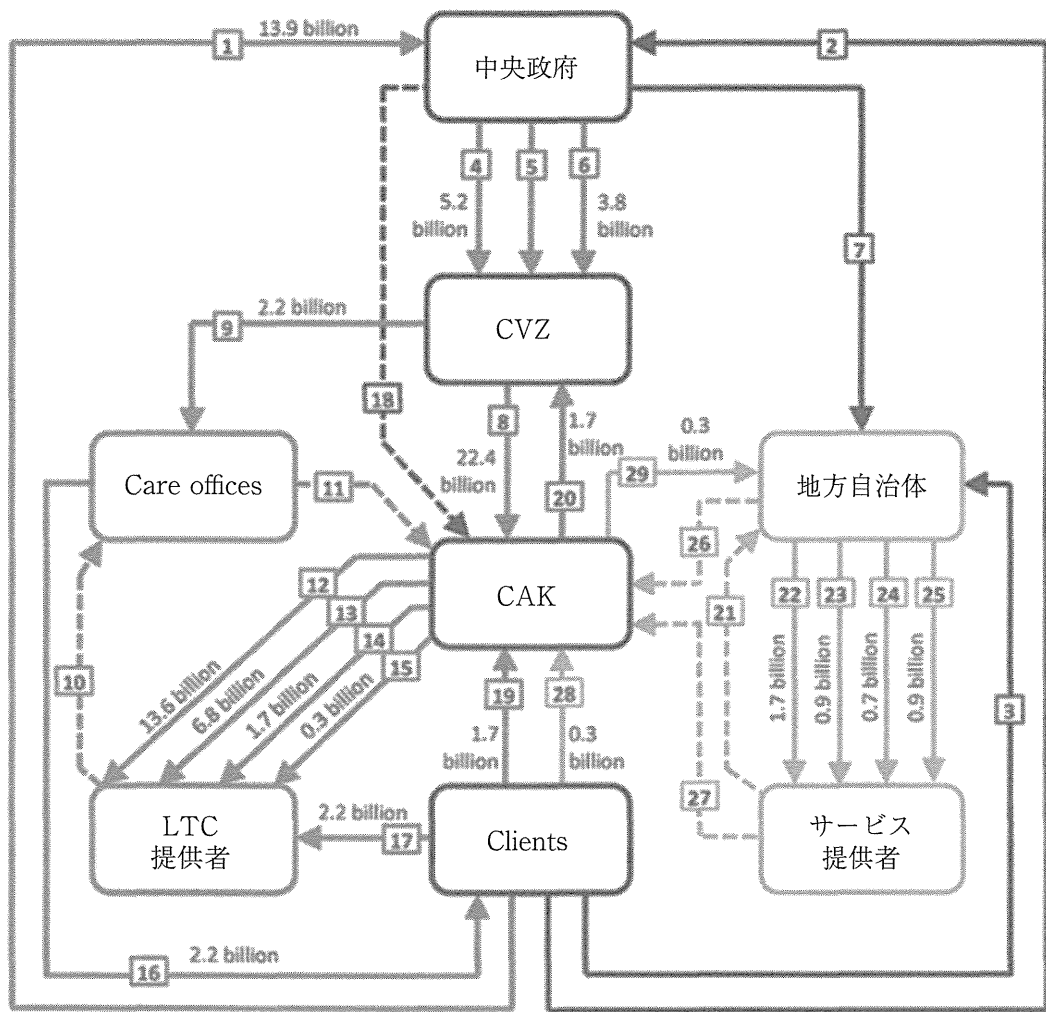 1
13.9 billion
2
中央政府
4
5
6
5.2
billion
3.8
billion
7
2.2 billion
9
CVZ
18
8
1.7
billion
0.3
billion
22.4
billion
20
29
Care offices
11
地方自治体
26
12
13
14
15
CAK
21
22
23
24
25
10
13.6 billion
6.8 billion
1.7 billion
0.3 billion
19
28
1.7 billion
0.9 billion
0.7 billion
0.9 billion
3
1.7
billion
0.3
billion
27
LTC
提供者
2.2 billion
17
Clients
サービス
提供者
16
2.2 billion